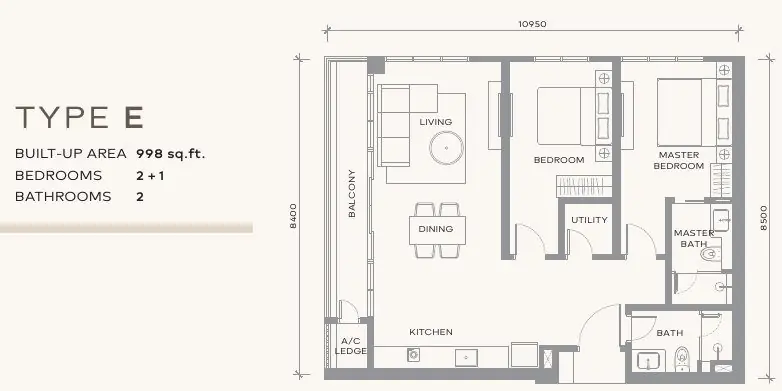 TYPE E
BUILT-UP AREA 998 sq.ft.
BEDROOMS 2 + 1
BATHROOMS 2
10950
8400
8500
LIVING
BEDROOM
MASTER
BEDROOM
BALCONY
DINING
UTILITY
MASTER
BATH
KITCHEN
BATH
A/C
LEDGE